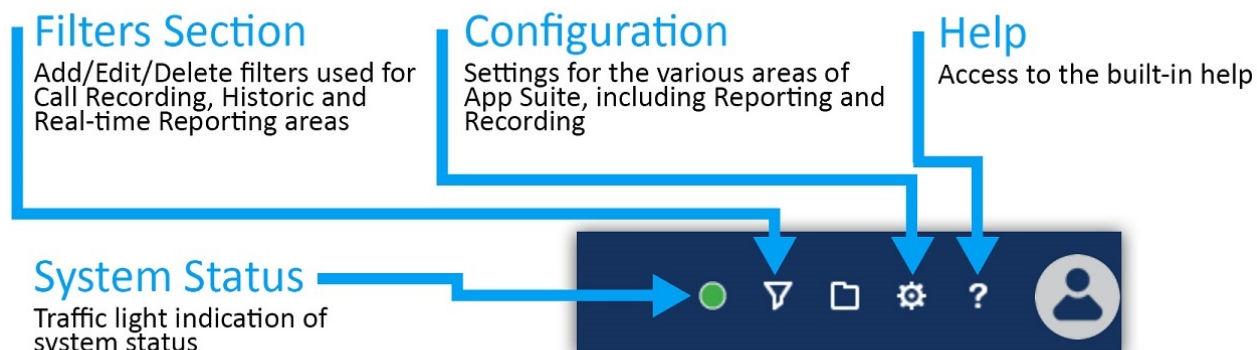 Filters Section
Add/Edit/Delete filters used for
Call Recording, Historic and
Real-time Reporting areas
Configuration
Settings for the various areas of
App Suite, including Reporting and
Recording
Help
Access to the built-in help
System Status
Traffic light indication of
system status
?